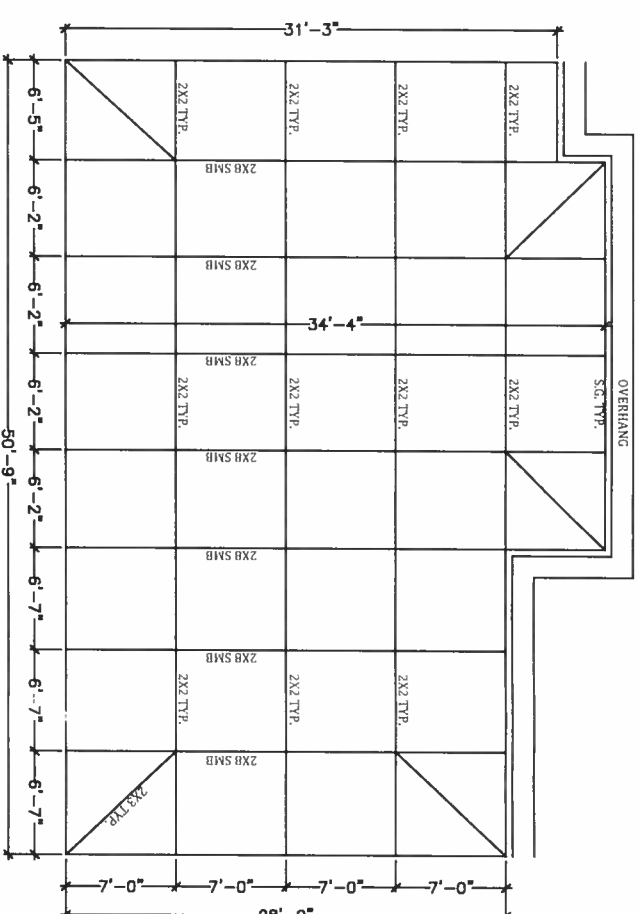 31'-3"
6'-5"
2X2 TYP.
2X2 TYP.
2X2 TYP.
2X2 TYP.
2X8 SMB
6'-2"
2X8 SMB
6'-2"
34'-4"
2X8 SMB
6'-2"
2X2 TYP.
2X2 TYP.
2X2 TYP.
2X2 TYP.
S.G. TYP.
OVERHANG
50'-9"
2X8 SMB
6'-2"
2X8 SMB
6'-7"
2X8 SMB
6'-7"
2X2 TYP.
2X2 TYP.
2X2 TYP.
2X8 SMB
6'-7"
2X3 TYP.
7'-0"
7'-0"
7'-0"
7'-0"